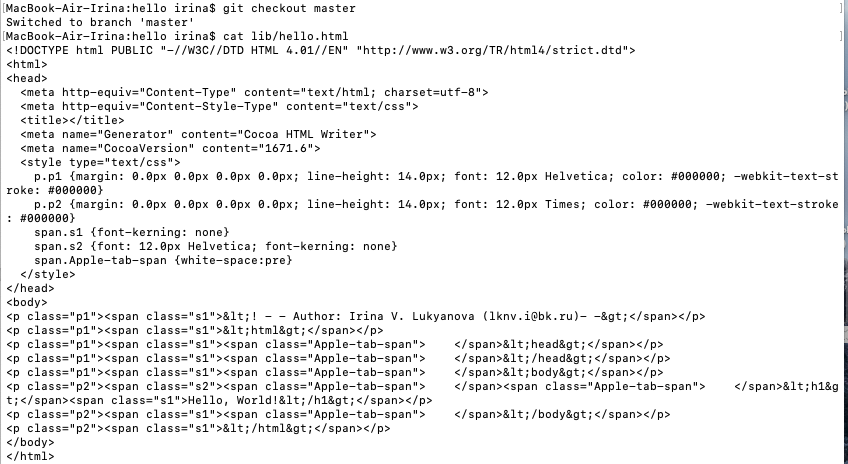 [MacBook-Air-Irina:hello irina$ git checkout master ]
Switched to branch 'master'
[MacBook-Air-Irina:hello irina$ cat lib/hello.html ]
<!DOCTYPE html PUBLIC "-//W3C//DTD HTML 4.01//EN" "http://www.w3.org/TR/html4/strict.dtd">
<html>
<head>
  <meta http-equiv="Content-Type" content="text/html; charset=utf-8">
  <meta http-equiv="Content-Style-Type" content="text/css">
  <title></title>
  <meta name="Generator" content="Cocoa HTML Writer">
  <meta name="CocoaVersion" content="1671.6">
  <style type="text/css">
    p.p1 {margin: 0.0px 0.0px 0.0px 0.0px; line-height: 14.0px; font: 12.0px Helvetica; color: #000000; -webkit-text-st
roke: #000000}
    p.p2 {margin: 0.0px 0.0px 0.0px 0.0px; line-height: 14.0px; font: 12.0px Times; color: #000000; -webkit-text-stroke
: #000000}
    span.s1 {font-kerning: none}
    span.s2 {font: 12.0px Helvetica; font-kerning: none}
    span.Apple-tab-span {white-space:pre}
  </style>
</head>
<body>
<p class="p1"><span class="s1">&lt;! - - Author: Irina V. Lukyanova (lknv.i@bk.ru)- -&gt;</span></p>
<p class="p1"><span class="s1">&lt;html&gt;</span></p>
<p class="p1"><span class="s1"><span class="Apple-tab-span">    </span>&lt;head&gt;</span></p>
<p class="p1"><span class="s1"><span class="Apple-tab-span">    </span>&lt;/head&gt;</span></p>
<p class="p1"><span class="s1"><span class="Apple-tab-span">    </span>&lt;body&gt;</span></p>
<p class="p2"><span class="s2"><span class="Apple-tab-span">    </span><span class="Apple-tab-span">    </span>&lt;h1&g
t;</span><span class="s1">Hello, World!&lt;/h1&gt;</span></p>
<p class="p2"><span class="s1"><span class="Apple-tab-span">    </span>&lt;/body&gt;</span></p>
<p class="p2"><span class="s1">&lt;/html&gt;</span></p>
</body>
</html>